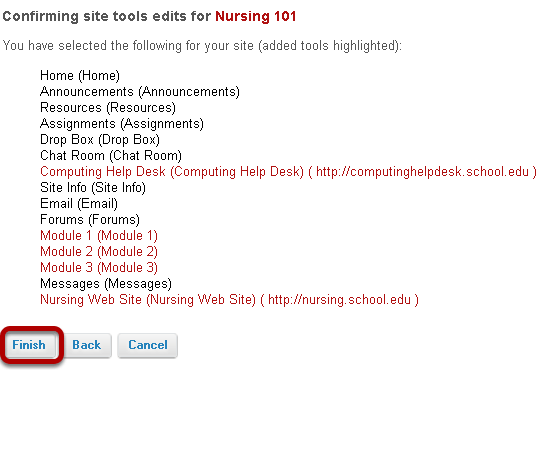 Confirming site tools edits for Nursing 101
You have selected the following for your site (added tools highlighted):
Home (Home)
Announcements (Announcements)
Resources (Resources)
Assignments (Assignments)
Drop Box (Drop Box)
Chat Room (Chat Room)
Computing Help Desk (Computing Help Desk) ( http://computinghelpdesk.school.edu )
Site Info (Site Info)
Email (Email)
Forums (Forums)
Module 1 (Module 1)
Module 2 (Module 2)
Module 3 (Module 3)
Messages (Messages)
Nursing Web Site (Nursing Web Site) ( http://nursing.school.edu )
Finish Back Cancel